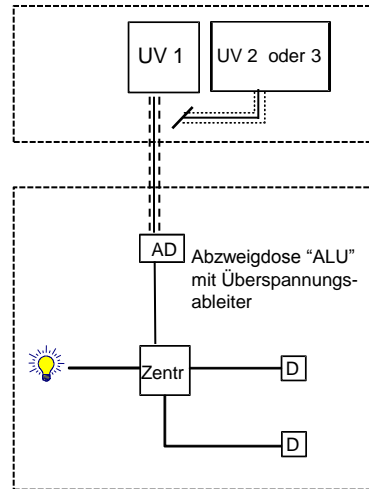 UV 1
UV 2 oder 3
AD
Abzweigdose "ALU"
mit Überspannungs-
ableiter
Zentr
D
D